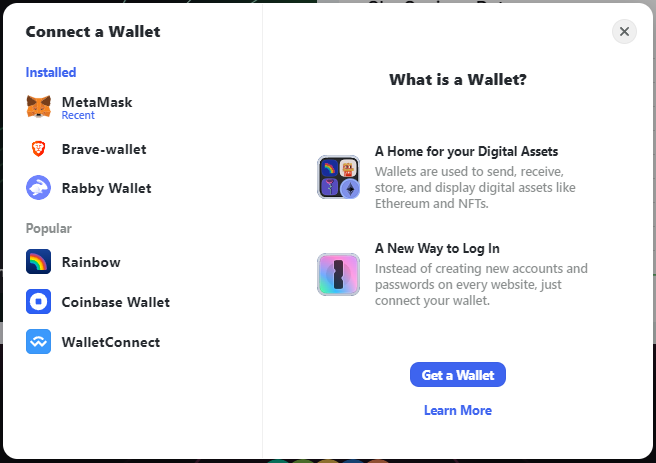 Connect a Wallet
Installed
MetaMask
Recent
Brave-wallet
Rabby Wallet
Popular
Rainbow
Coinbase Wallet
WalletConnect
What is a Wallet?
A Home for your Digital Assets
Wallets are used to send, receive,
store, and display digital assets like
Ethereum and NFTs.
A New Way to Log In
Instead of creating new accounts and
passwords on every website, just
connect your wallet.
Get a Wallet
Learn More